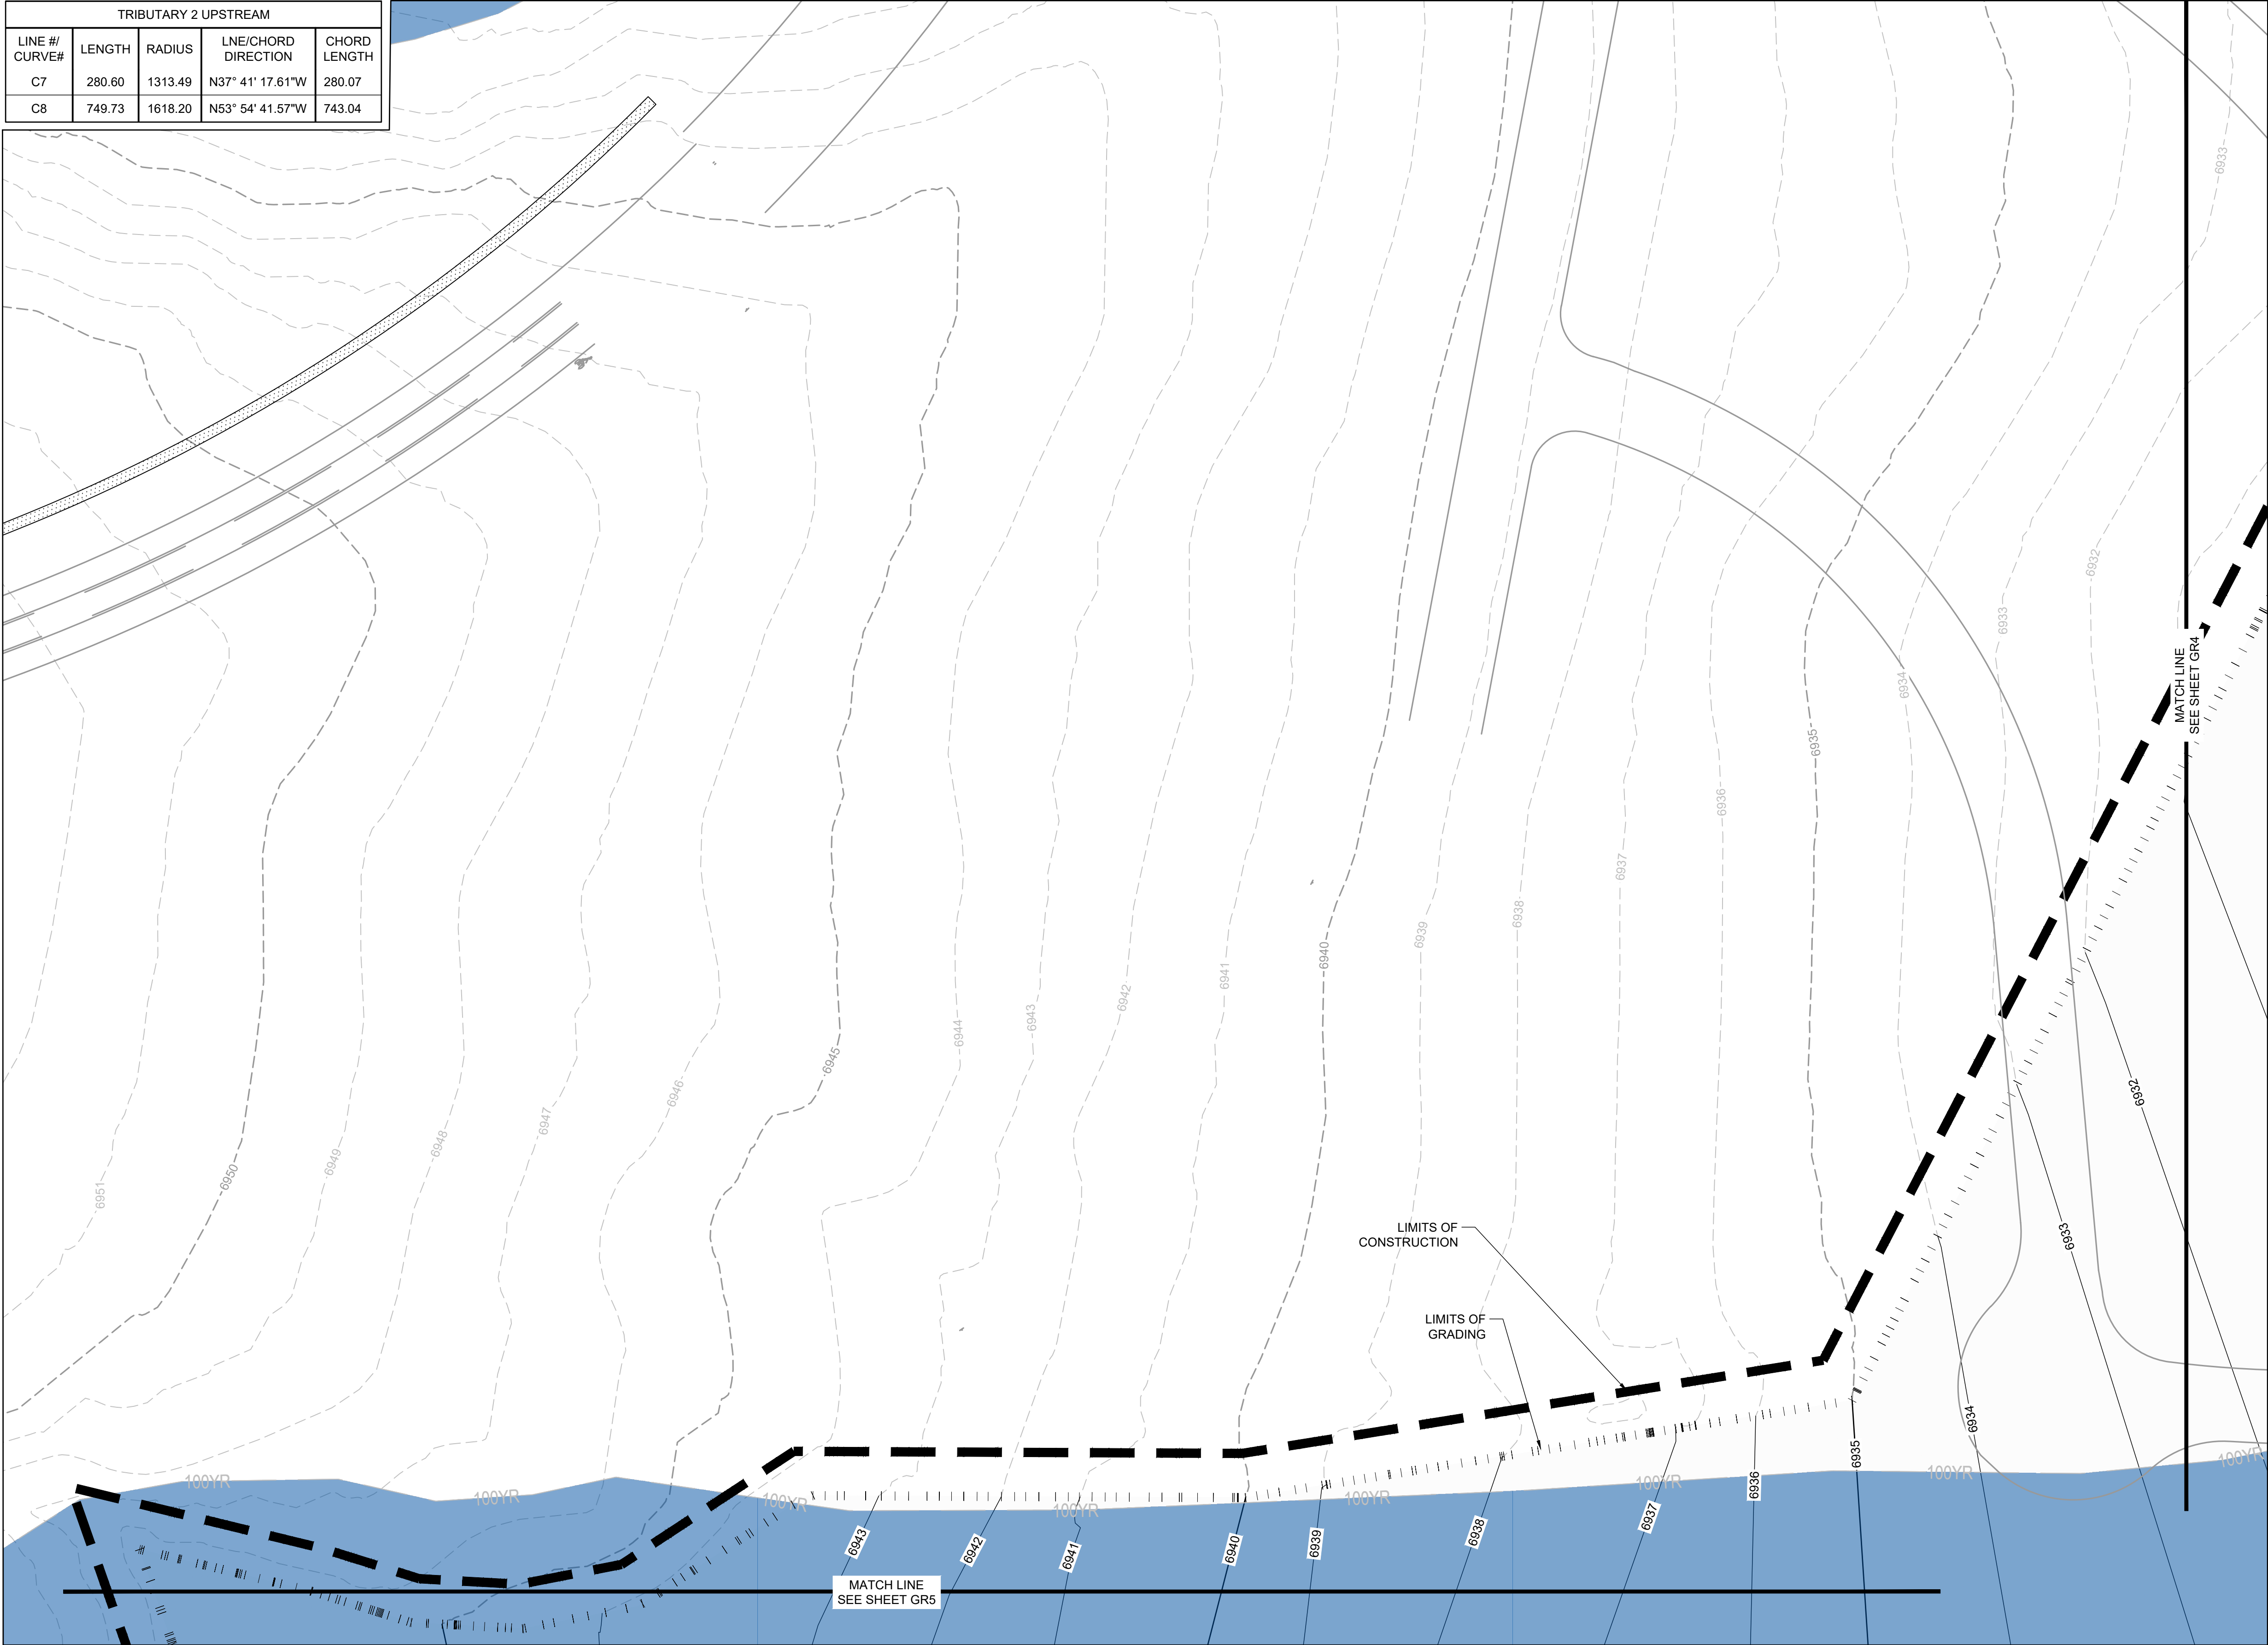 TRIBUTARY 2 UPSTREAM
LINE #/ CURVE# LENGTH RADIUS LNE/CHORD DIRECTION CHORD LENGTH
C7 280.60 1313.49 N37° 41' 17.61"W 280.07
C8 749.73 1618.20 N53° 54' 41.57"W 743.04
6933
6932
6933
MATCH LINE
SEE SHEET GR4
6934
6935
6936
6937
6938
6939
6940
6941
6942
6943
6944
6945
6946
6947
6948
6949
6950
6951
6932
6933
LIMITS OF
CONSTRUCTION
LIMITS OF
GRADING
6934
6935
6936
100YR
100YR
100YR
100YR
100YR
100YR
100YR
100YR
6943
6942
6941
6940
6939
6938
6937
MATCH LINE
SEE SHEET GR5